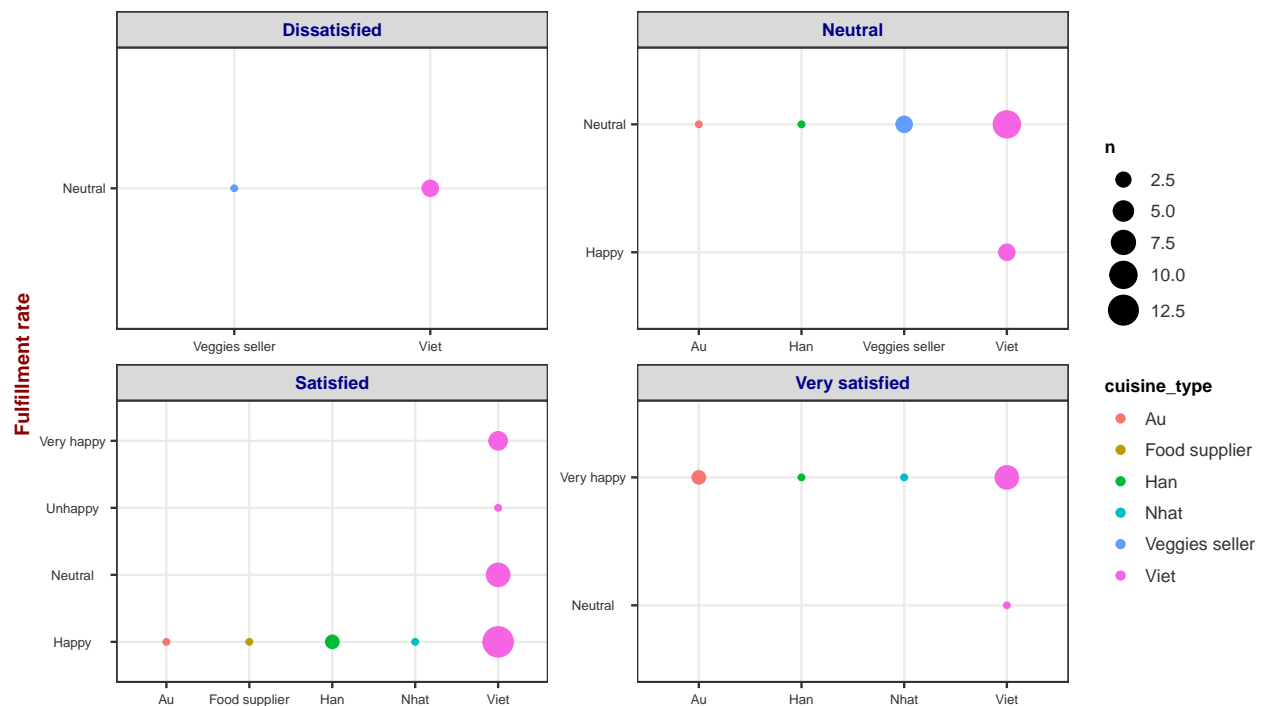 Fulfillment rate
Dissatisfied
Neutral
Veggies seller
Viet
Neutral
Neutral
Happy
Au
Han
Veggies seller
Viet
Satisfied
Very happy
Unhappy
Neutral
Happy
Au
Food supplier
Han
Nhat
Viet
Very satisfied
Very happy
Neutral
Au
Han
Nhat
Viet
n
2.5
5.0
7.5
10.0
12.5
cuisine_type
Au
Food supplier
Han
Nhat
Veggies seller
Viet